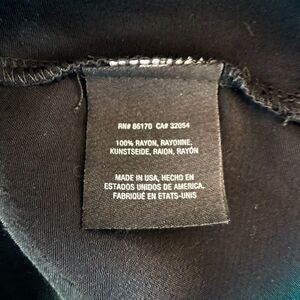 RN# 66170 CA# 32054
100% RAYON, RAYONNE,
KUNSTSEIDE, RAION, RAYÓN
MADE IN USA, HECHO EN
ESTADOS UNIDOS DE AMERICA.
FABRIQUÉ EN ETATS-UNIS